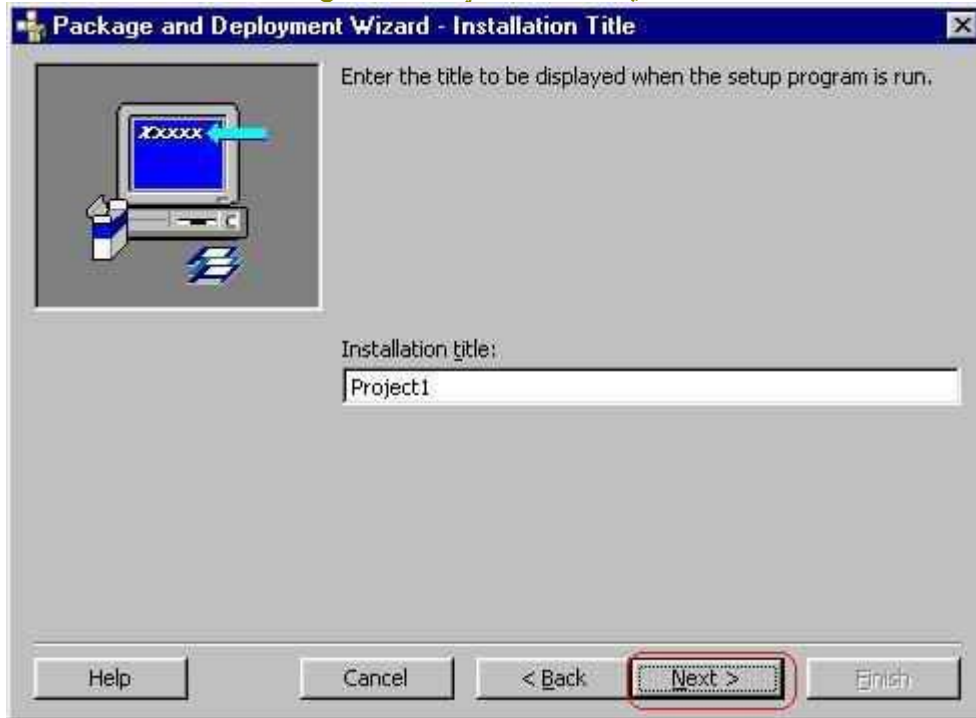 Package and Deployment Wizard - Installation Title
Enter the title to be displayed when the setup program is run.
xxxxx
Installation title:
Project1
Help
Cancel
< Back
Next >
Finish